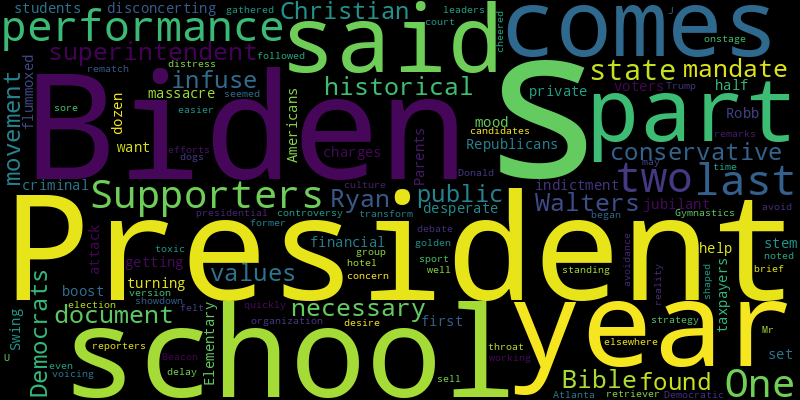 students disconcerting gathered Christian leaders comes
performance said court cheered onstage
superintendent followed state mandate
movement flummoxed rematch distress infuse historical private voters Trump half
Biden S part
sore massacre seemed dozen easier Americans mood candidates Robb
want charges Parents Republicans conservative remarks
efforts dogs Donald may time
criminal culture indictment two last
Supporters Ryan public Walters jubilant avoid
presidential controversy transform desperate began Gymnastics
President
attack former debate golden help stem
toxic financial group sport standing avoidance noted
getting values hotel well concern reality shaped brief taxpayers
Democrats boost turning version necessary year
election showdown felt quickly first strategy Mr
Swing document Elementary organization desire elsewhere set
school
reporters Beacon throat working
U even voicing delay sell Bible found One
Atlanta retriever Democratic
J